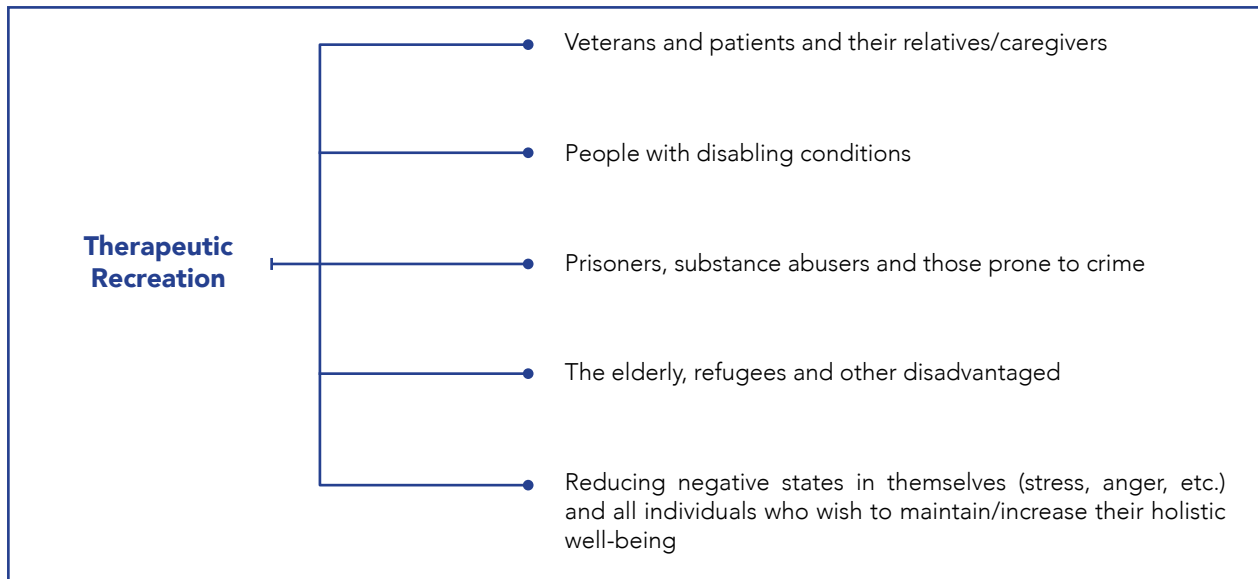 Veterans and patients and their relatives/caregivers
People with disabling conditions
Therapeutic
Recreation
Prisoners, substance abusers and those prone to crime
The elderly, refugees and other disadvantaged
Reducing negative states in themselves (stress, anger, etc.)
and all individuals who wish to maintain/increase their holistic
well-being